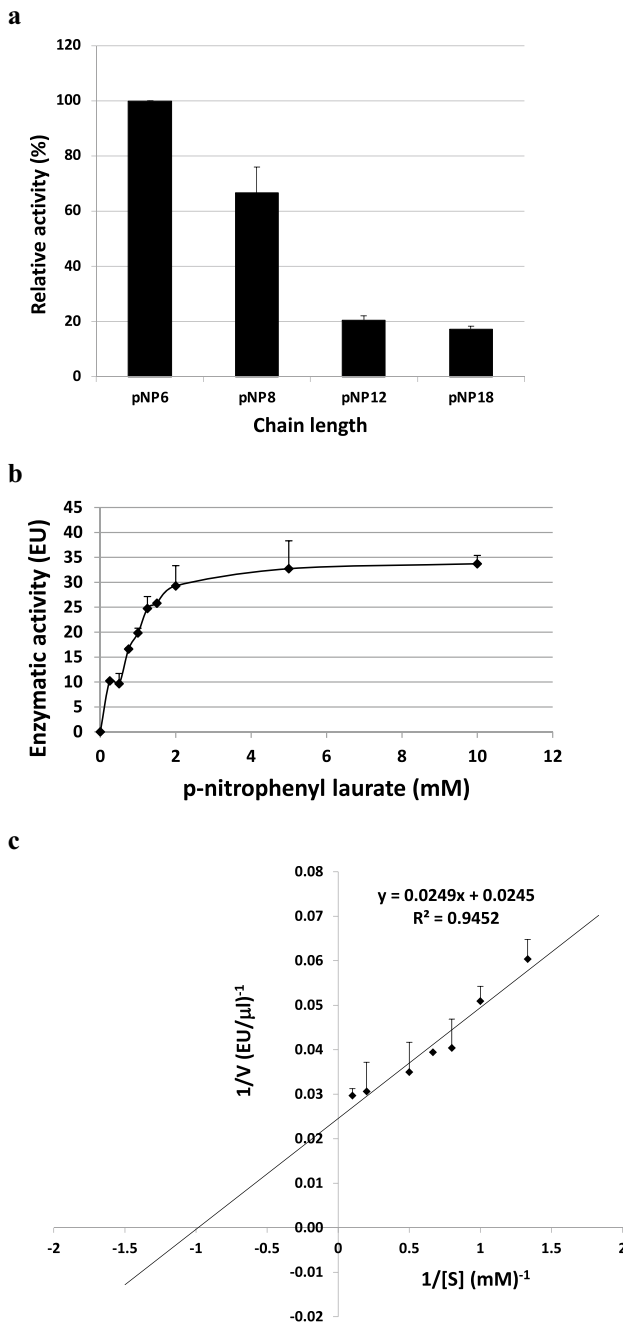 a
120
100
80
60
40
20
0
Relative activity (%)
pNP6 pNP8 pNP12 pNP18
Chain length
b
45
40
35
30
25
20
15
10
5
0
Enzymatic activity (EU)
0 2 4 6 8 10 12
p-nitrophenyl laurate (mM)
c
0.08
0.07
0.06
0.05
0.04
0.03
0.02
0.01
0.00
-0.01
-0.02
y = 0.0249x + 0.0245
R² = 0.9452
1/V (EU/µl)⁻¹
-2 -1.5 -1 -0.5 0 0.5 1 1.5 2
1/[S] (mM)⁻¹